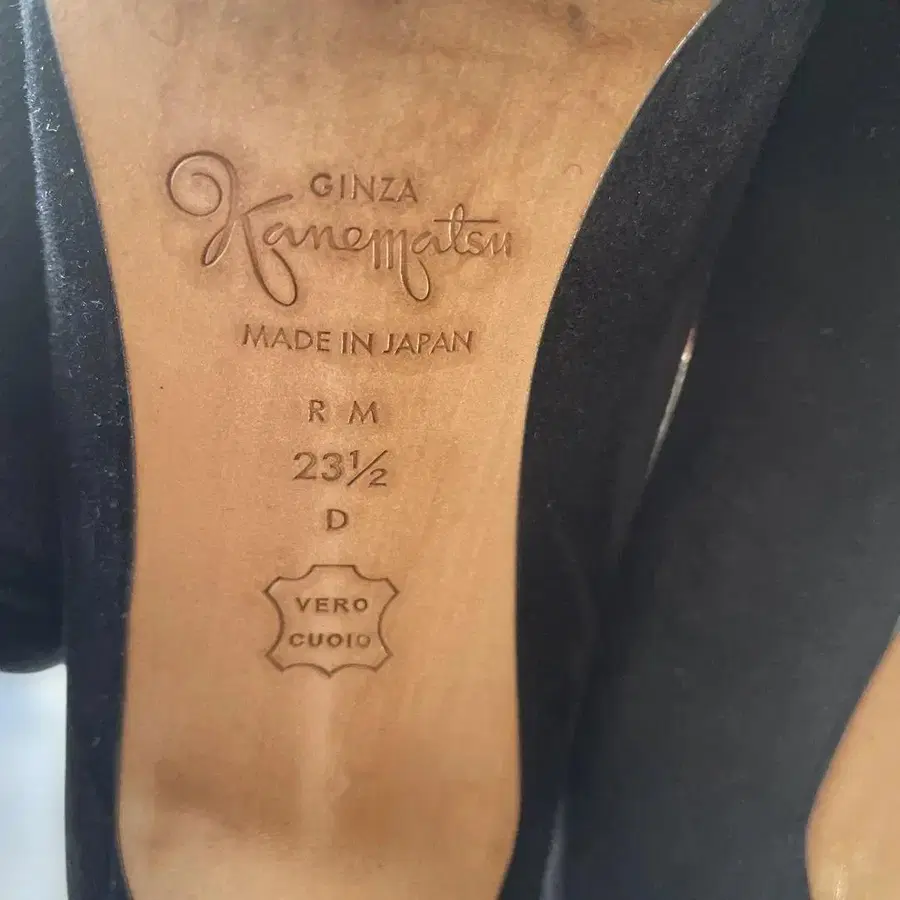 GINZA
Kanematsu
MADE IN JAPAN
R M
23½
D
VERO
CUOIO